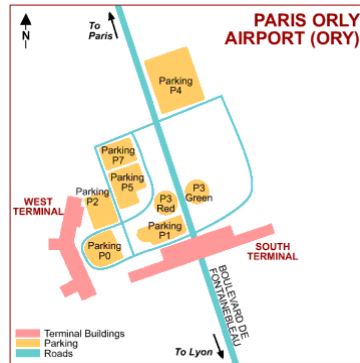 PARIS ORLY
AIRPORT (ORY)
N
To
Paris
Parking
P4
Parking
P7
Parking
P5
Parking
P2
P3
Red
P3
Green
WEST
TERMINAL
Parking
P1
Parking
P0
SOUTH
TERMINAL
BOULEVARD DE
FONTAINEBLEAU
Terminal Buildings
Parking
Roads
To Lyon